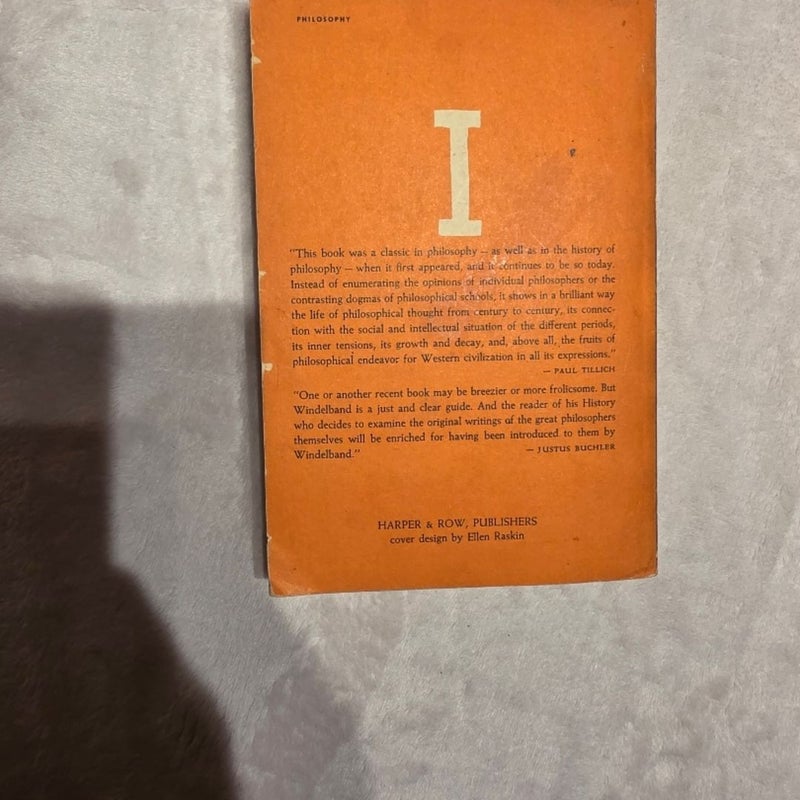 PHILOSOPHY
I
"This book was a classic in philosophy — as well as in the history of
philosophy — when it first appeared, and it continues to be so today.
Instead of enumerating the opinions of individual philosophers or the
contrasting dogmas of philosophical schools, it shows in a brilliant way
the life of philosophical thought from century to century, its connec-
tion with the social and intellectual situation of the different periods,
its inner tensions, its growth and decay, and, above all, the fruits of
philosophical endeavor for Western civilization in all its expressions."
— PAUL TILLICH
"One or another recent book may be breezier or more frolicsome. But
Windelband is a just and clear guide. And the reader of his History
who decides to examine the original writings of the great philosophers
themselves will be enriched for having been introduced to them by
Windelband." — JUSTUS BUCHLER
HARPER & ROW, PUBLISHERS
cover design by Ellen Raskin